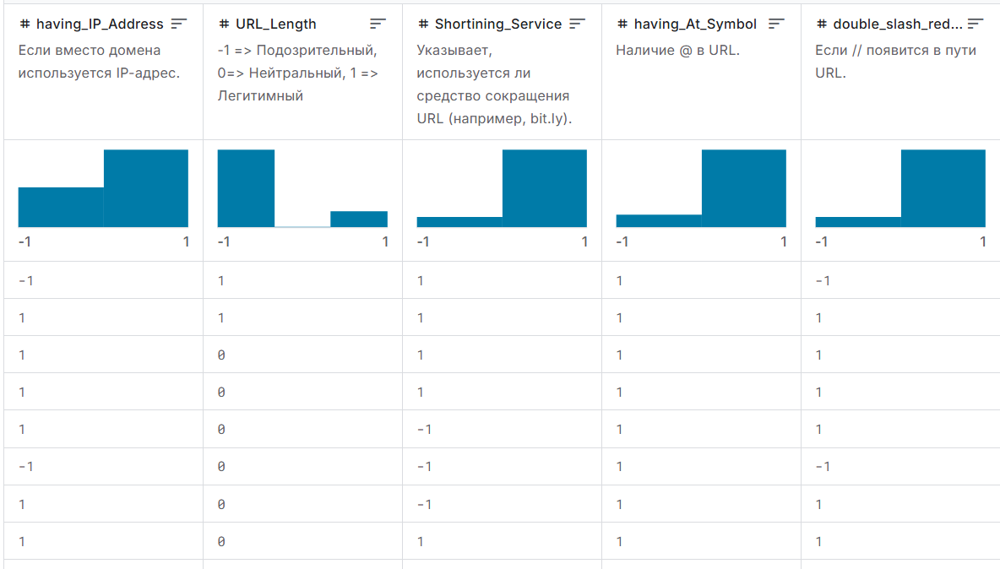 # having_IP_Address
Если вместо домена
используется IP-адрес.
# URL_Length
-1 => Подозрительный,
0=> Нейтральный, 1 =>
Легитимный
# Shortining_Service
Указывает,
используется ли
средство сокращения
URL (например, bit.ly).
# having_At_Symbol
Наличие @ в URL.
# double_slash_red...
Если // появится в пути
URL.
-1 1 -1 1 -1 1 -1 1 -1 1
-1 1 1 1 -1
1 1 1 1 1
1 0 1 1 1
1 0 1 1 1
1 0 -1 1 1
-1 0 -1 1 -1
1 0 -1 1 1
1 0 1 1 1